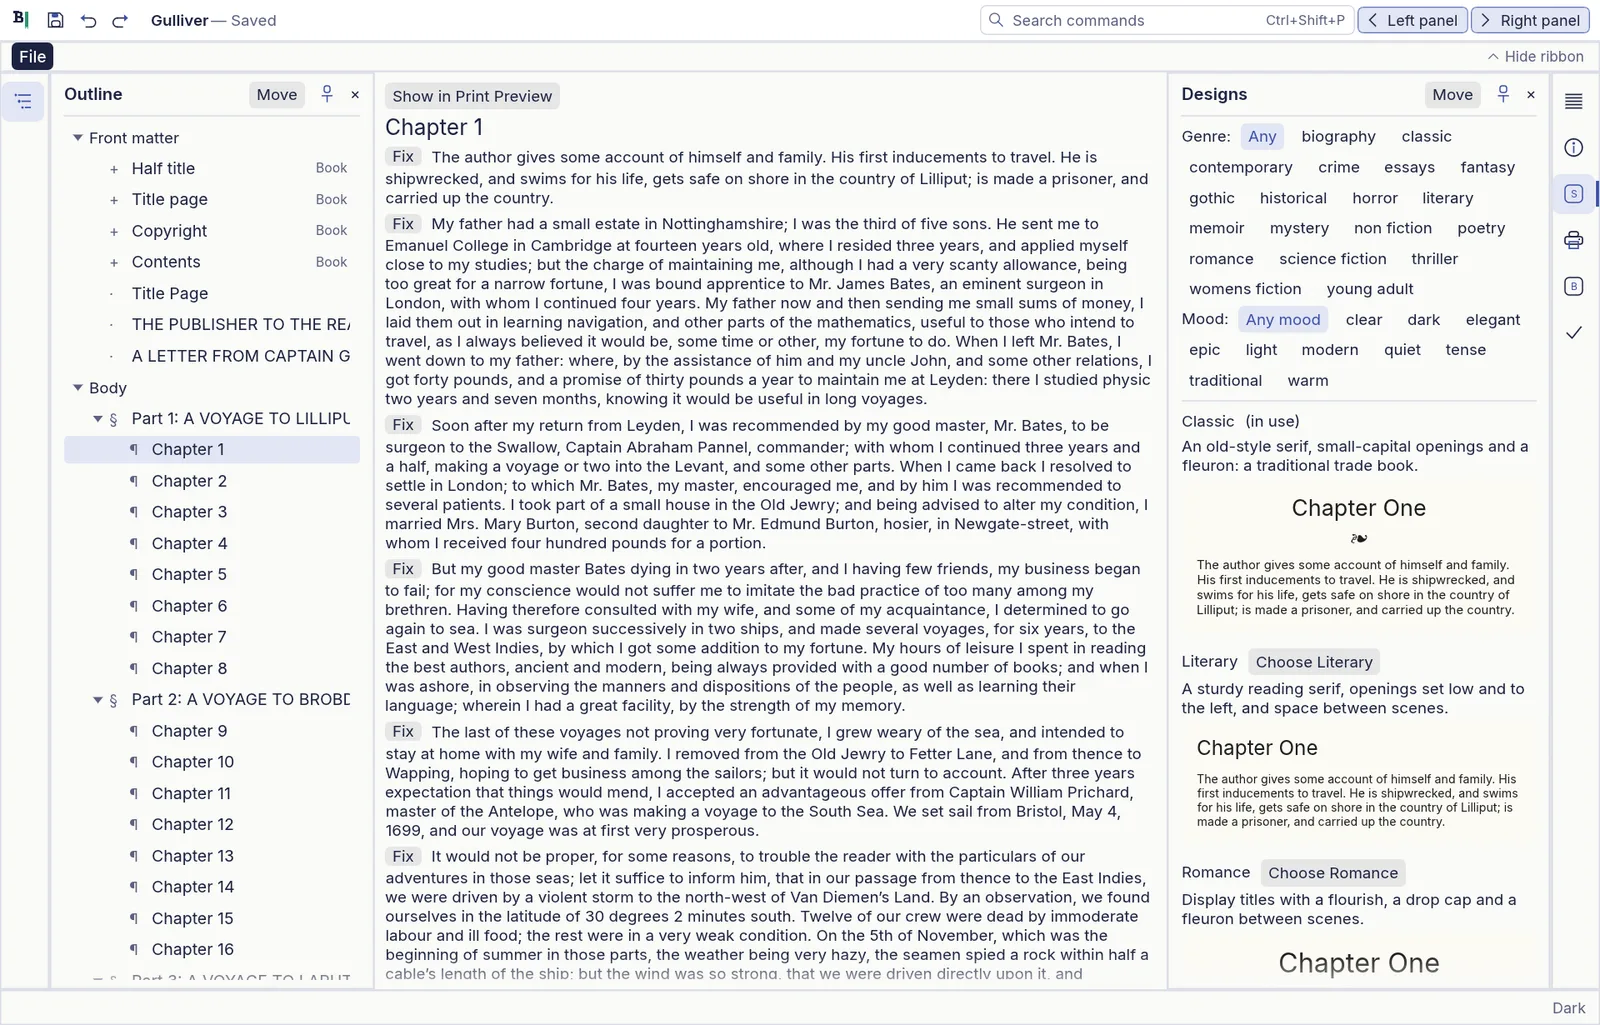 B
Gulliver — Saved
Search commands Ctrl+Shift+P
Left panel
Right panel
File
Hide ribbon
Outline
Move
×
Front matter
+ Half title Book
+ Title page Book
+ Copyright Book
+ Contents Book
· Title Page
· THE PUBLISHER TO THE REA
· A LETTER FROM CAPTAIN G
Body
§ Part 1: A VOYAGE TO LILLIPU
¶ Chapter 1
¶ Chapter 2
¶ Chapter 3
¶ Chapter 4
¶ Chapter 5
¶ Chapter 6
¶ Chapter 7
¶ Chapter 8
§ Part 2: A VOYAGE TO BROBD
¶ Chapter 9
¶ Chapter 10
¶ Chapter 11
¶ Chapter 12
¶ Chapter 13
¶ Chapter 14
¶ Chapter 15
¶ Chapter 16
§ Part 3: A VOYAGE TO LAPUT
Show in Print Preview
Chapter 1
Fix The author gives some account of himself and family. His first inducements to travel. He is
shipwrecked, and swims for his life, gets safe on shore in the country of Lilliput; is made a prisoner, and
carried up the country.
Fix My father had a small estate in Nottinghamshire; I was the third of five sons. He sent me to
Emanuel College in Cambridge at fourteen years old, where I resided three years, and applied myself
close to my studies; but the charge of maintaining me, although I had a very scanty allowance, being
too great for a narrow fortune, I was bound apprentice to Mr. James Bates, an eminent surgeon in
London, with whom I continued four years. My father now and then sending me small sums of money, I
laid them out in learning navigation, and other parts of the mathematics, useful to those who intend to
travel, as I always believed it would be, some time or other, my fortune to do. When I left Mr. Bates, I
went down to my father: where, by the assistance of him and my uncle John, and some other relations, I
got forty pounds, and a promise of thirty pounds a year to maintain me at Leyden: there I studied physic
two years and seven months, knowing it would be useful in long voyages.
Fix Soon after my return from Leyden, I was recommended by my good master, Mr. Bates, to be
surgeon to the Swallow, Captain Abraham Pannel, commander; with whom I continued three years and
a half, making a voyage or two into the Levant, and some other parts. When I came back I resolved to
settle in London; to which Mr. Bates, my master, encouraged me, and by him I was recommended to
several patients. I took part of a small house in the Old Jewry; and being advised to alter my condition, I
married Mrs. Mary Burton, second daughter to Mr. Edmund Burton, hosier, in Newgate-street, with
whom I received four hundred pounds for a portion.
Fix But my good master Bates dying in two years after, and I having few friends, my business began
to fail; for my conscience would not suffer me to imitate the bad practice of too many among my
brethren. Having therefore consulted with my wife, and some of my acquaintance, I determined to go
again to sea. I was surgeon successively in two ships, and made several voyages, for six years, to the
East and West Indies, by which I got some addition to my fortune. My hours of leisure I spent in reading
the best authors, ancient and modern, being always provided with a good number of books; and when I
was ashore, in observing the manners and dispositions of the people, as well as learning their
language; wherein I had a great facility, by the strength of my memory.
Fix The last of these voyages not proving very fortunate, I grew weary of the sea, and intended to
stay at home with my wife and family. I removed from the Old Jewry to Fetter Lane, and from thence to
Wapping, hoping to get business among the sailors; but it would not turn to account. After three years
expectation that things would mend, I accepted an advantageous offer from Captain William Prichard,
master of the Antelope, who was making a voyage to the South Sea. We set sail from Bristol, May 4,
1699, and our voyage was at first very prosperous.
Fix It would not be proper, for some reasons, to trouble the reader with the particulars of our
adventures in those seas; let it suffice to inform him, that in our passage from thence to the East Indies,
we were driven by a violent storm to the north-west of Van Diemen’s Land. By an observation, we found
ourselves in the latitude of 30 degrees 2 minutes south. Twelve of our crew were dead by immoderate
labour and ill food; the rest were in a very weak condition. On the 5th of November, which was the
beginning of summer in those parts, the weather being very hazy, the seamen spied a rock within half a
cable’s length of the ship; but the wind was so strong, that we were driven directly upon it, and
Designs
Move
×
Genre: Any biography classic
contemporary crime essays fantasy
gothic historical horror literary
memoir mystery non fiction poetry
romance science fiction thriller
womens fiction young adult
Mood: Any mood clear dark elegant
epic light modern quiet tense
traditional warm
Classic (in use)
An old-style serif, small-capital openings and a
fleuron: a traditional trade book.
Chapter One
❧
The author gives some account of himself and family.
His first inducements to travel. He is shipwrecked, and
swims for his life, gets safe on shore in the country of
Lilliput; is made a prisoner, and carried up the country.
Literary Choose Literary
A sturdy reading serif, openings set low and to
the left, and space between scenes.
Chapter One
The author gives some account of himself and family. His
first inducements to travel. He is shipwrecked, and swims
for his life, gets safe on shore in the country of Lilliput; is
made a prisoner, and carried up the country.
Romance Choose Romance
Display titles with a flourish, a drop cap and a
fleuron between scenes.
Chapter One
S
B
Dark